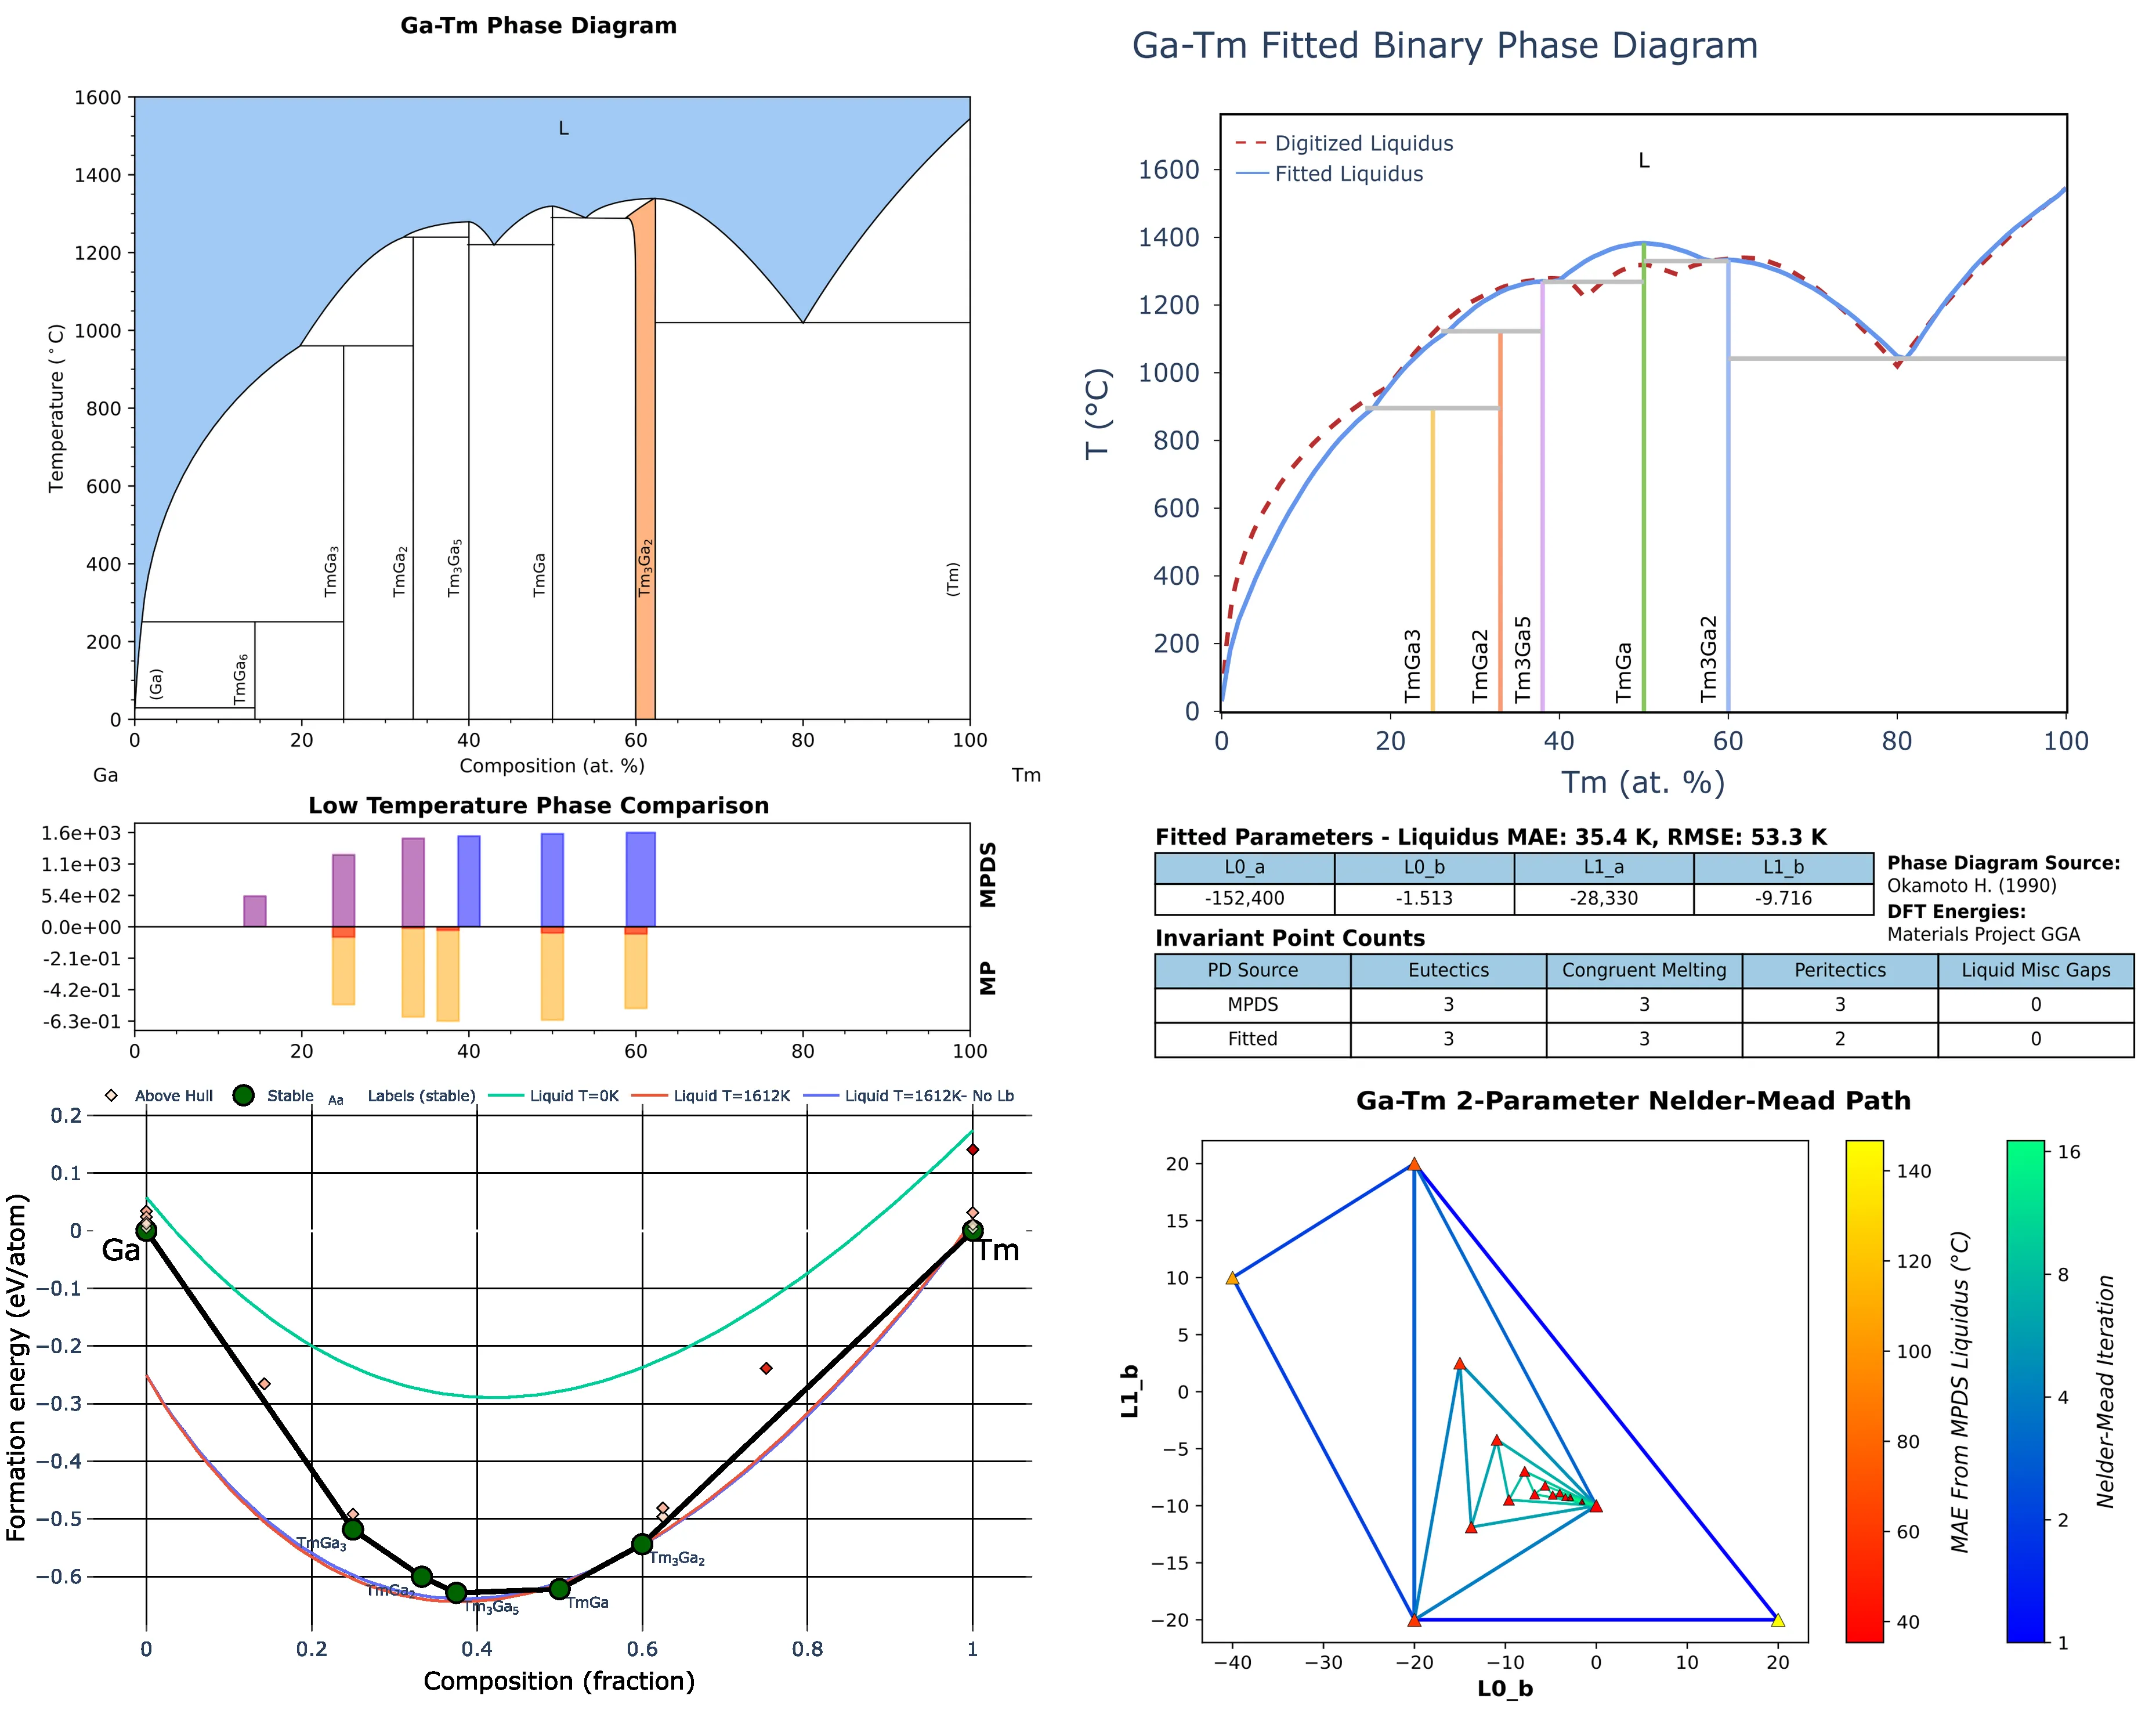 Ga-Tm Phase Diagram
1600
1400
1200
1000
800
600
400
200
0
Temperature (°C)
L
(Ga)
TmGa6
TmGa3
TmGa2
Tm3Ga5
TmGa
Tm3Ga2
(Tm)
0 20 40 60 80 100
Composition (at. %)
Ga Tm
Ga-Tm Fitted Binary Phase Diagram
Digitized Liquidus
Fitted Liquidus
L
1600
1400
1200
1000
800
600
400
200
0
T (°C)
TmGa3
TmGa2
Tm3Ga5
TmGa
Tm3Ga2
0 20 40 60 80 100
Tm (at. %)
Low Temperature Phase Comparison
1.6e+03
1.1e+03
5.4e+02
0.0e+00
-2.1e-01
-4.2e-01
-6.3e-01
MPDS
MP
0 20 40 60 80 100
Fitted Parameters - Liquidus MAE: 35.4 K, RMSE: 53.3 K
L0_a L0_b L1_a L1_b
-152,400 -1.513 -28,330 -9.716
Phase Diagram Source:
Okamoto H. (1990)
DFT Energies:
Materials Project GGA
Invariant Point Counts
PD Source Eutectics Congruent Melting Peritectics Liquid Misc Gaps
MPDS 3 3 3 0
Fitted 3 3 2 0
Above Hull Stable Aa Labels (stable) Liquid T=0K Liquid T=1612K Liquid T=1612K- No Lb
0.2
0.1
0
−0.1
−0.2
−0.3
−0.4
−0.5
−0.6
Formation energy (eV/atom)
Ga
Tm
TmGa3
TmGa2
Tm3Ga5
TmGa
Tm3Ga2
0 0.2 0.4 0.6 0.8 1
Composition (fraction)
Ga-Tm 2-Parameter Nelder-Mead Path
20
15
10
5
0
−5
−10
−15
−20
L1_b
−40 −30 −20 −10 0 10 20
L0_b
140
120
100
80
60
40
MAE From MPDS Liquidus (°C)
16
8
4
2
1
Nelder-Mead Iteration